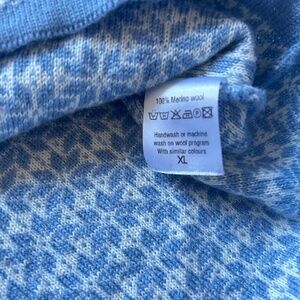 100% Merino wool
Handwash or machine
wash on wool program
With similar colours
XL